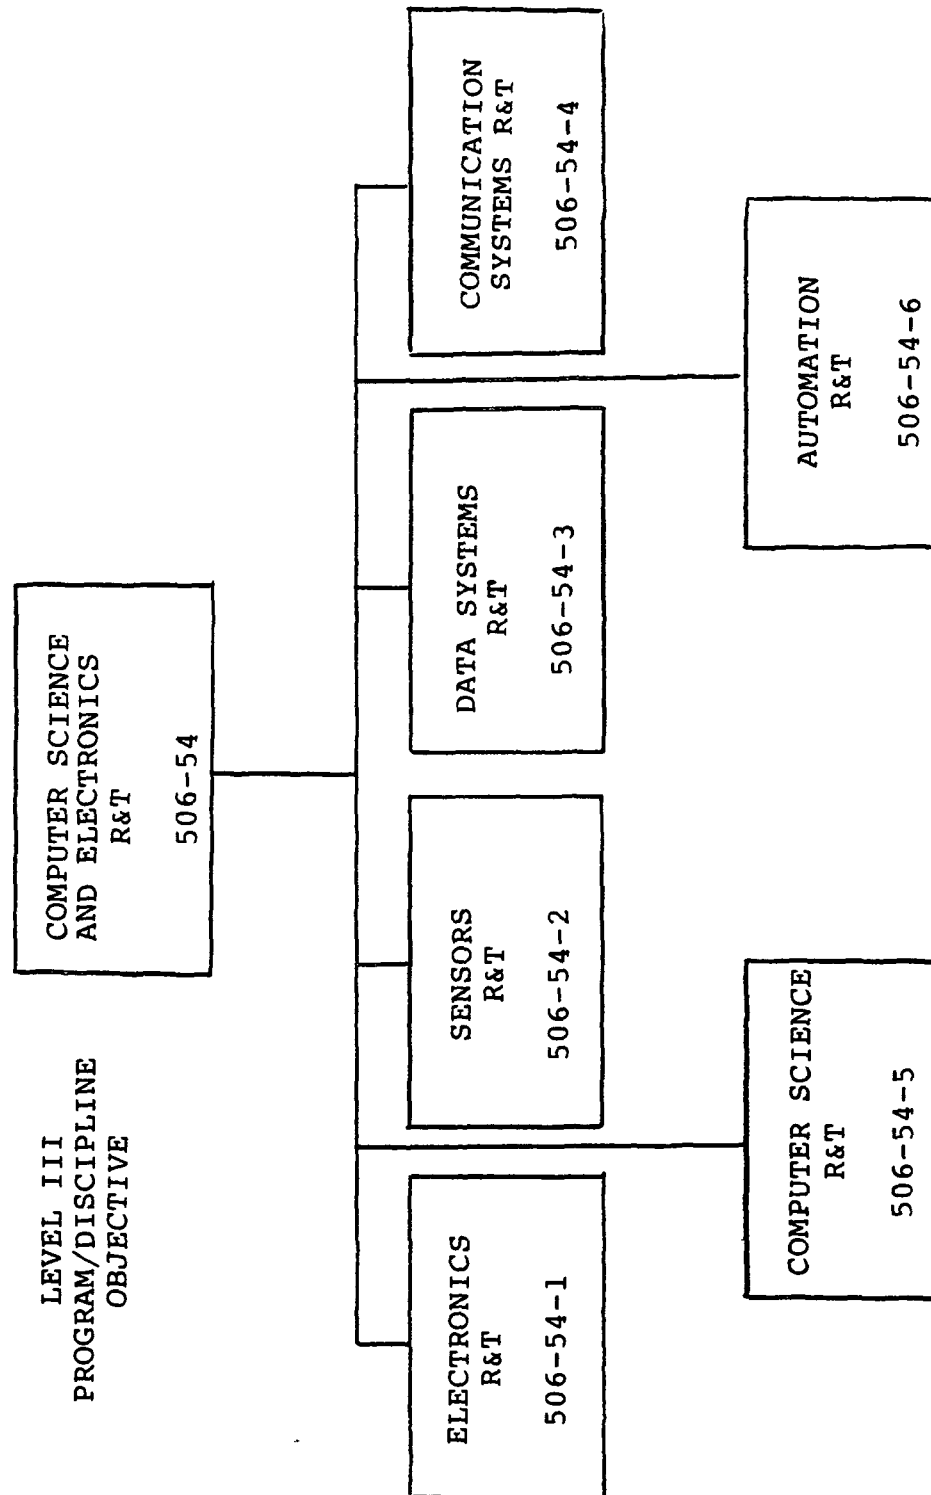 LEVEL III
PROGRAM/DISCIPLINE
OBJECTIVE
COMPUTER SCIENCE
AND ELECTRONICS
R&T
506-54
ELECTRONICS
R&T
506-54-1
SENSORS
R&T
506-54-2
DATA SYSTEMS
R&T
506-54-3
COMMUNICATION
SYSTEMS R&T
506-54-4
COMPUTER SCIENCE
R&T
506-54-5
AUTOMATION
R&T
506-54-6